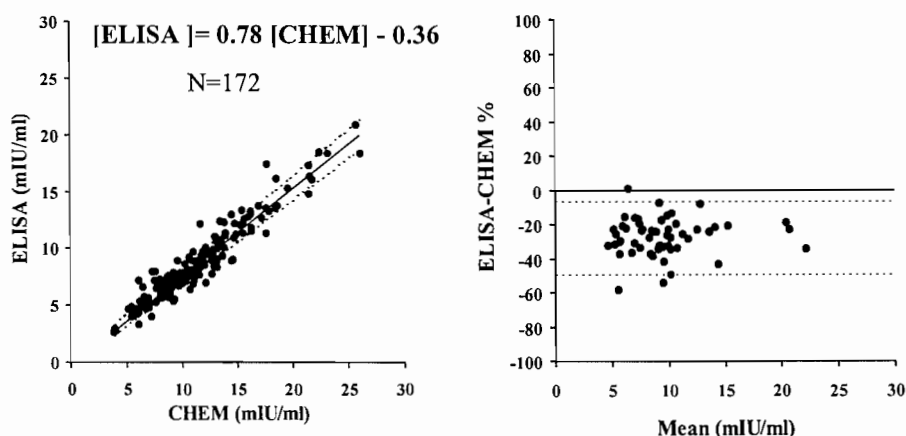 [ELISA ]= 0.78 [CHEM] - 0.36
N=172
30
25
20
15
10
5
0
ELISA (mIU/ml)
0 5 10 15 20 25 30
CHEM (mIU/ml)
100
80
60
40
20
0
-20
-40
-60
-80
-100
ELISA-CHEM %
0 5 10 15 20 25 30
Mean (mIU/ml)